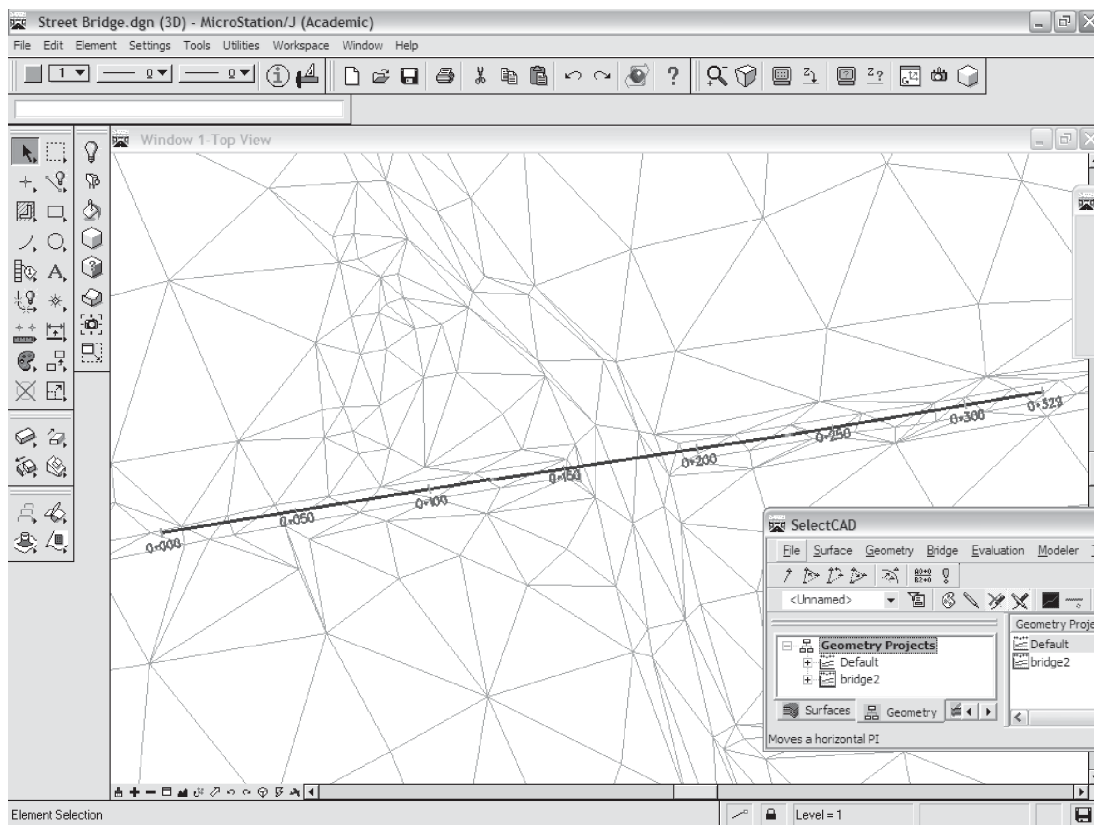 Street Bridge.dgn (3D) - MicroStation/J (Academic)
File Edit Element Settings Tools Utilities Workspace Window Help
1 0 0
Window 1-Top View
0+000
0+050
0+100
0+150
0+200
0+250
0+300
0+329
SelectCAD
File Surface Geometry Bridge Evaluation Modeler
<Unnamed>
Geometry Projects
Default
bridge2
Surfaces Geometry
Geometry Proje
Default
bridge2
Moves a horizontal PI
Element Selection
Level = 1